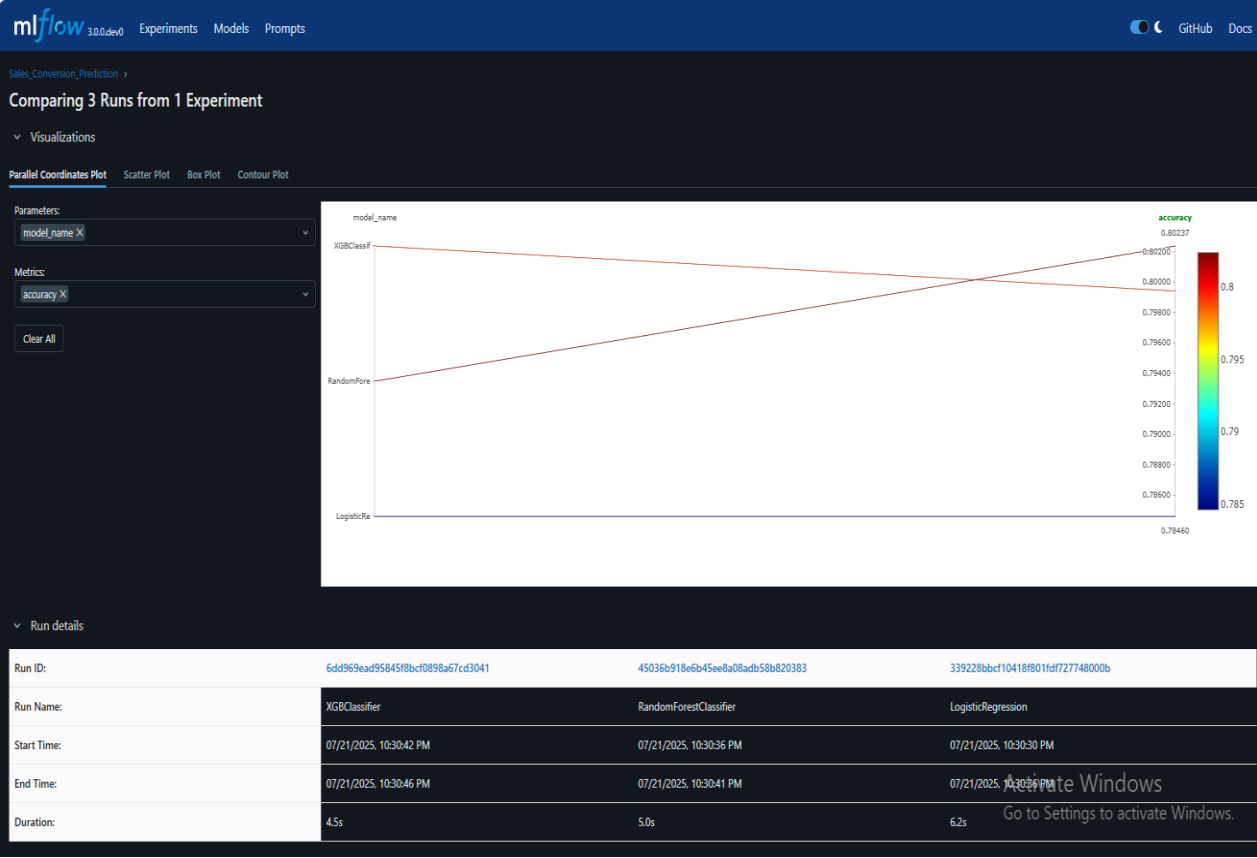 mlflow 3.0.0.dev0 Experiments Models Prompts GitHub Docs
Sales_Conversion_Prediction ›
Comparing 3 Runs from 1 Experiment
Visualizations
Parallel Coordinates Plot Scatter Plot Box Plot Contour Plot
Parameters:
model_name X
Metrics:
accuracy X
Clear All
model_name
XGBClassif
RandomFore
LogisticRe
accuracy
0.80237
0.80200
0.80000
0.79800
0.79600
0.79400
0.79200
0.79000
0.78800
0.78600
0.78460
0.8
0.795
0.79
0.785
Run details
Run ID: 6dd969ead95845f8bcf0898a67cd3041 45036b918e6b45ee8a08adb58b820383 339228bbcf10418f801fdf727748000b
Run Name: XGBClassifier RandomForestClassifier LogisticRegression
Start Time: 07/21/2025, 10:30:42 PM 07/21/2025, 10:30:36 PM 07/21/2025, 10:30:30 PM
End Time: 07/21/2025, 10:30:46 PM 07/21/2025, 10:30:41 PM 07/21/2025, 10:30:36 PM
Duration: 4.5s 5.0s 6.2s
Activate Windows
Go to Settings to activate Windows.